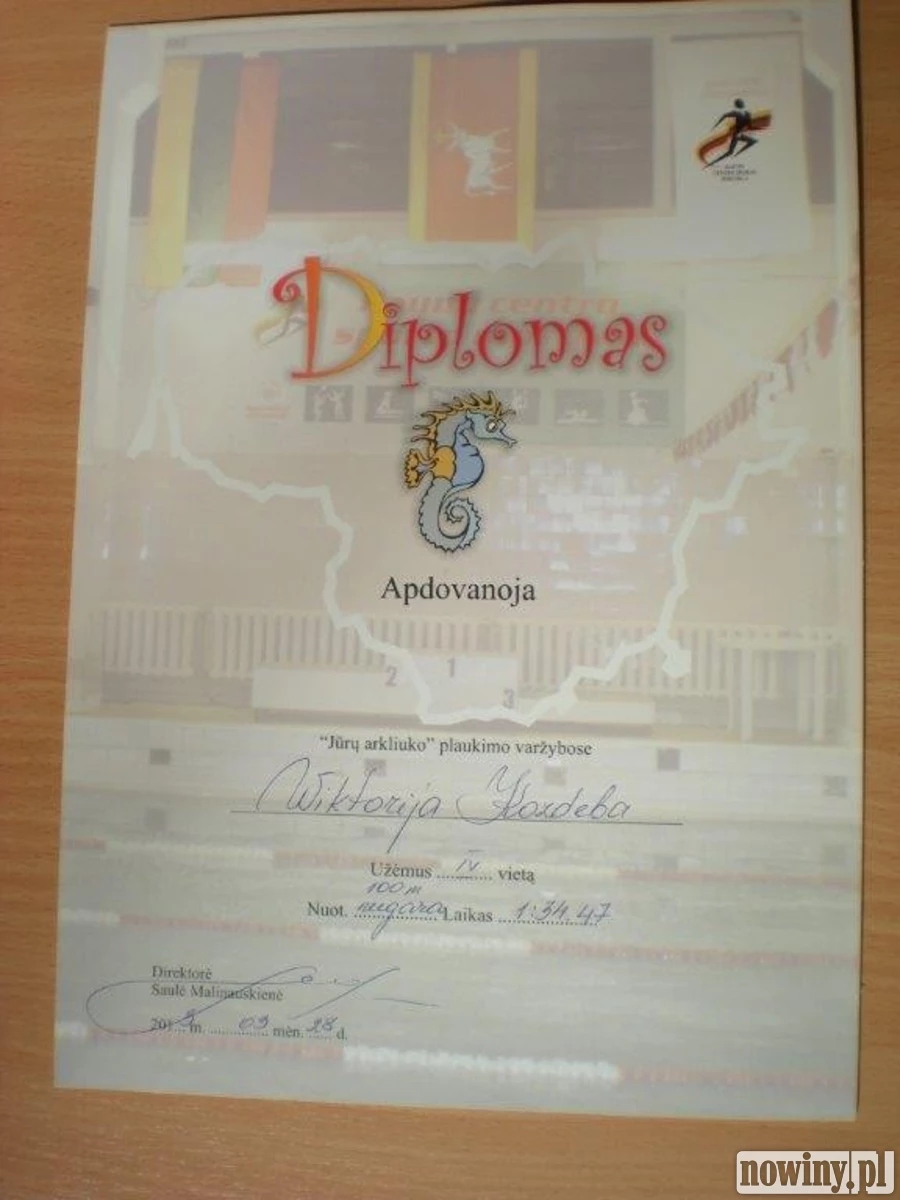 Diplomas
Apdovanoja
2 1 3
“Jūrų arkliuko” plaukimo varžybose
Wiktorija Kozdeba
Užėmus IV vietą
100m
Nuot. nugara Laikas 1:34.47
Direktorė
Saulė Malinauskienė
03 mėn. 28 d.
nowiny.pl